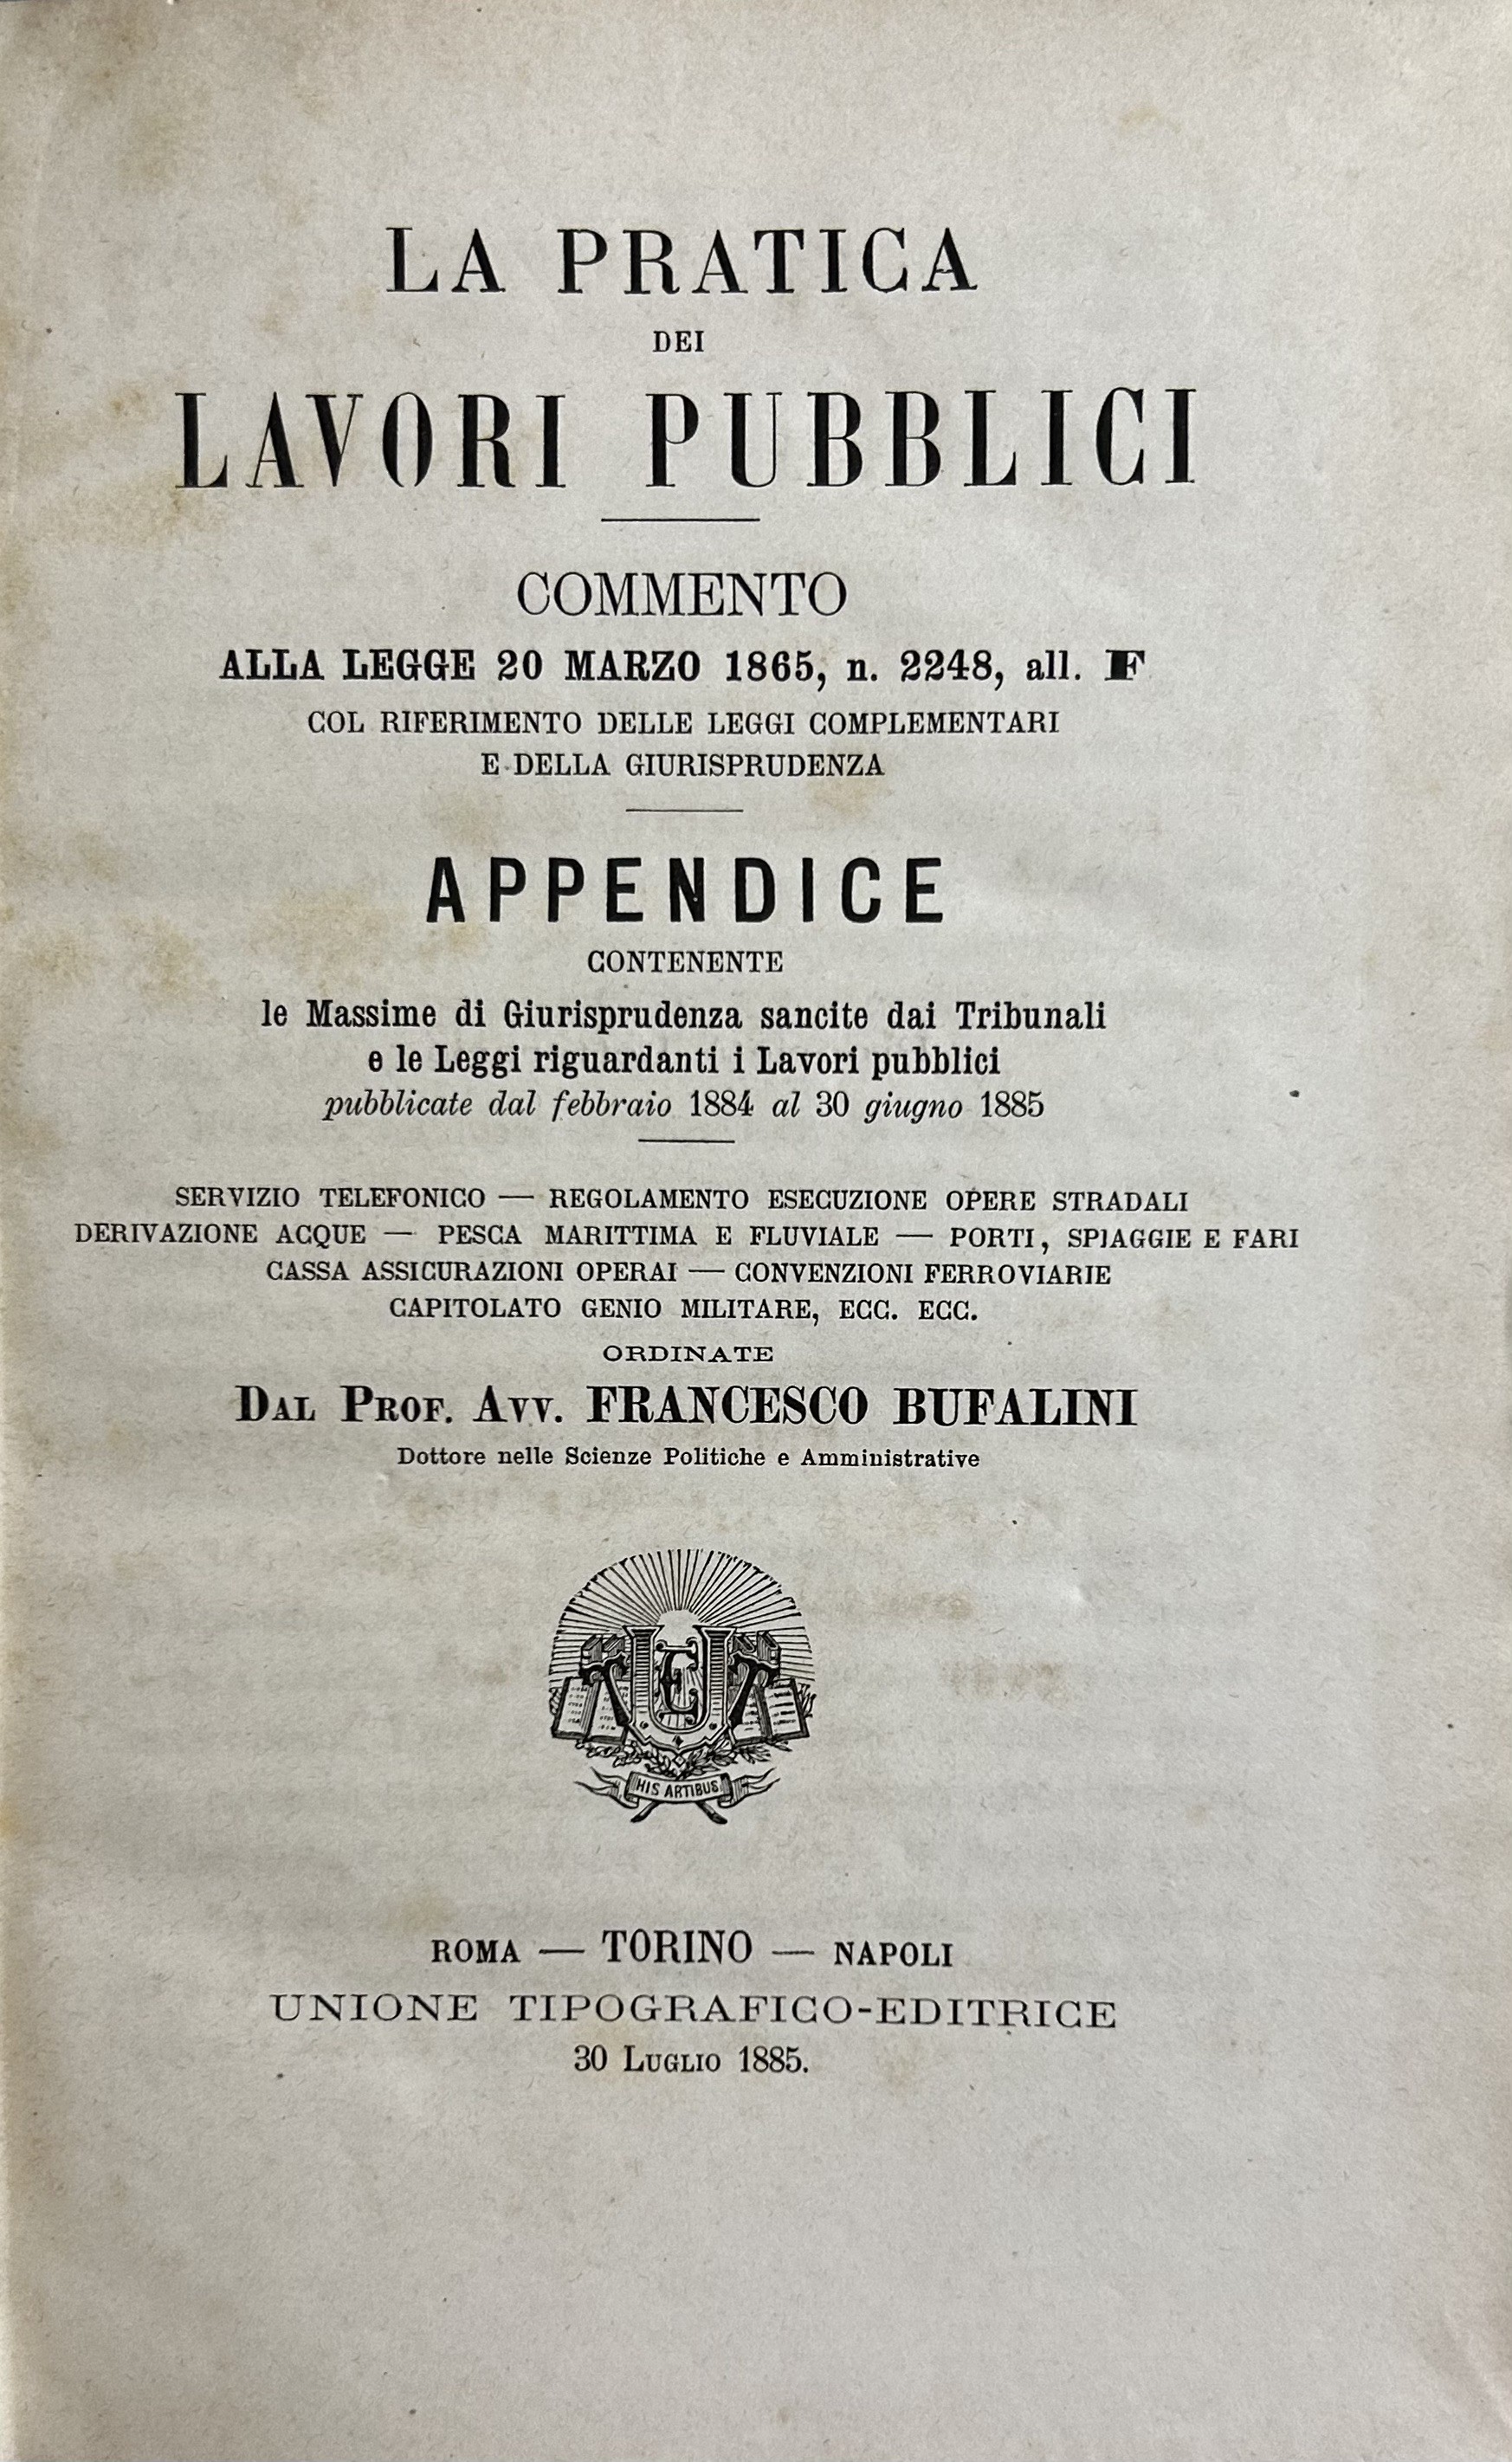 LA PRATICA
DEI
LAVORI PUBBLICI
COMMENTO
ALLA LEGGE 20 MARZO 1865, n. 2248, all. F
COL RIFERIMENTO DELLE LEGGI COMPLEMENTARI
E DELLA GIURISPRUDENZA
APPENDICE
CONTENENTE
le Massime di Giurisprudenza sancite dai Tribunali
e le Leggi riguardanti i Lavori pubblici
pubblicate dal febbraio 1884 al 30 giugno 1885
SERVIZIO TELEFONICO — REGOLAMENTO ESECUZIONE OPERE STRADALI
DERIVAZIONE ACQUE — PESCA MARITTIMA E FLUVIALE — PORTI, SPIAGGIE E FARI
CASSA ASSICURAZIONI OPERAI — CONVENZIONI FERROVIARIE
CAPITOLATO GENIO MILITARE, ECC. ECC.
ORDINATE
DAL PROF. AVV. FRANCESCO BUFALINI
Dottore nelle Scienze Politiche e Amministrative
UTET
HIS ARTIBUS
ROMA — TORINO — NAPOLI
UNIONE TIPOGRAFICO-EDITRICE
30 LUGLIO 1885.